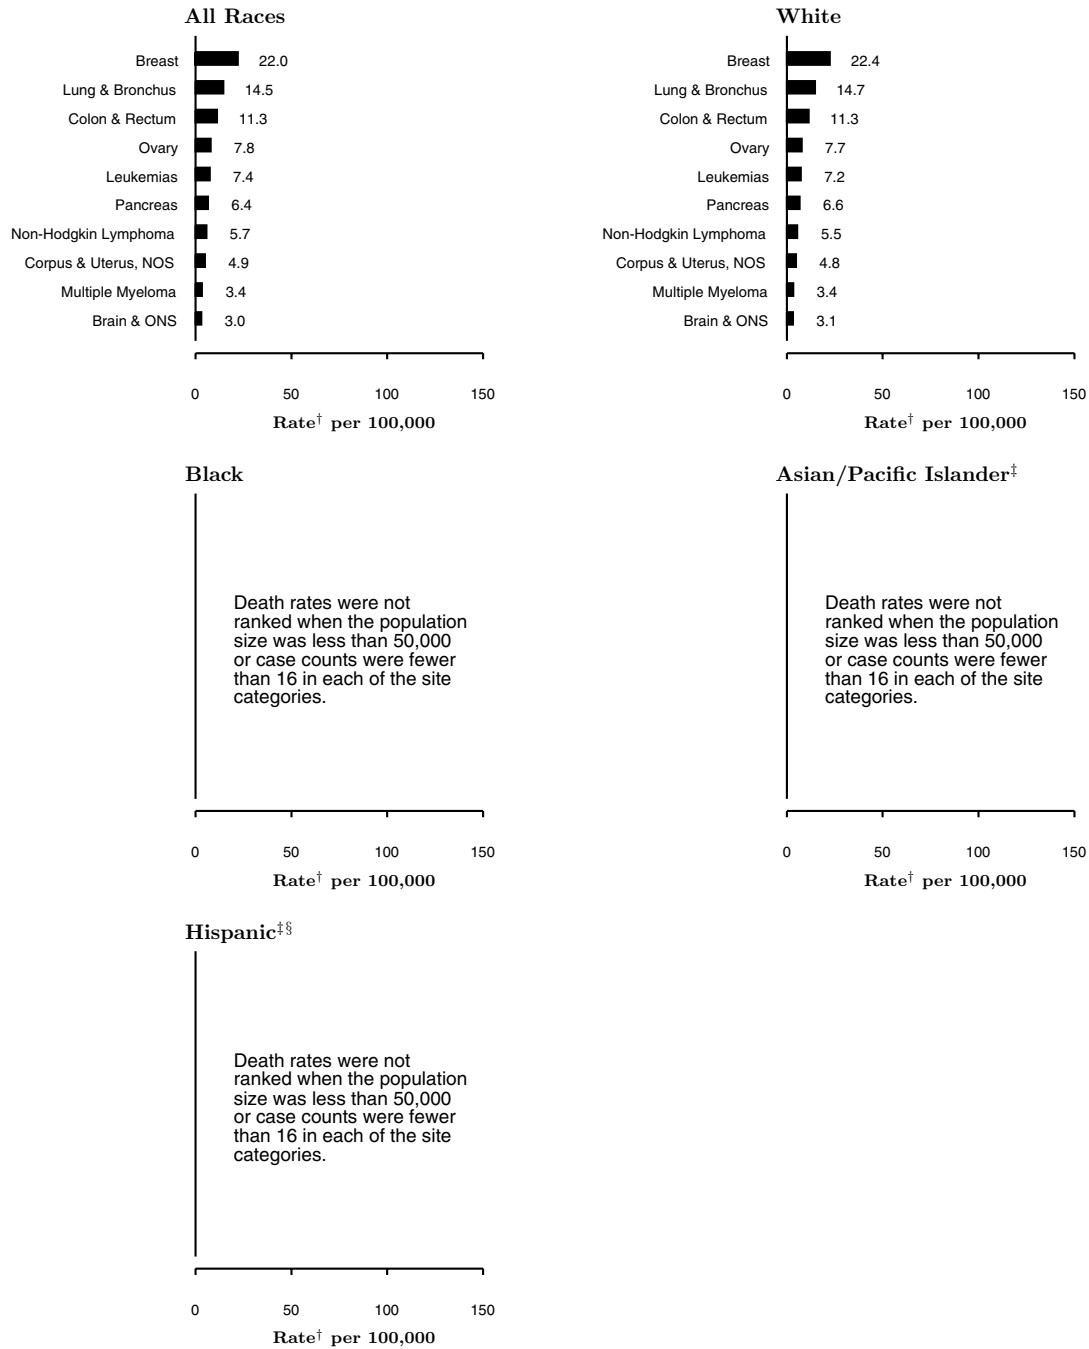 All Races
Breast 22.0
Lung & Bronchus 14.5
Colon & Rectum 11.3
Ovary 7.8
Leukemias 7.4
Pancreas 6.4
Non-Hodgkin Lymphoma 5.7
Corpus & Uterus, NOS 4.9
Multiple Myeloma 3.4
Brain & ONS 3.0
0 50 100 150
Rate† per 100,000
White
Breast 22.4
Lung & Bronchus 14.7
Colon & Rectum 11.3
Ovary 7.7
Leukemias 7.2
Pancreas 6.6
Non-Hodgkin Lymphoma 5.5
Corpus & Uterus, NOS 4.8
Multiple Myeloma 3.4
Brain & ONS 3.1
0 50 100 150
Rate† per 100,000
Black
Death rates were not
ranked when the population
size was less than 50,000
or case counts were fewer
than 16 in each of the site
categories.
0 50 100 150
Rate† per 100,000
Asian/Pacific Islander‡
Death rates were not
ranked when the population
size was less than 50,000
or case counts were fewer
than 16 in each of the site
categories.
0 50 100 150
Rate† per 100,000
Hispanic‡§
Death rates were not
ranked when the population
size was less than 50,000
or case counts were fewer
than 16 in each of the site
categories.
0 50 100 150
Rate† per 100,000